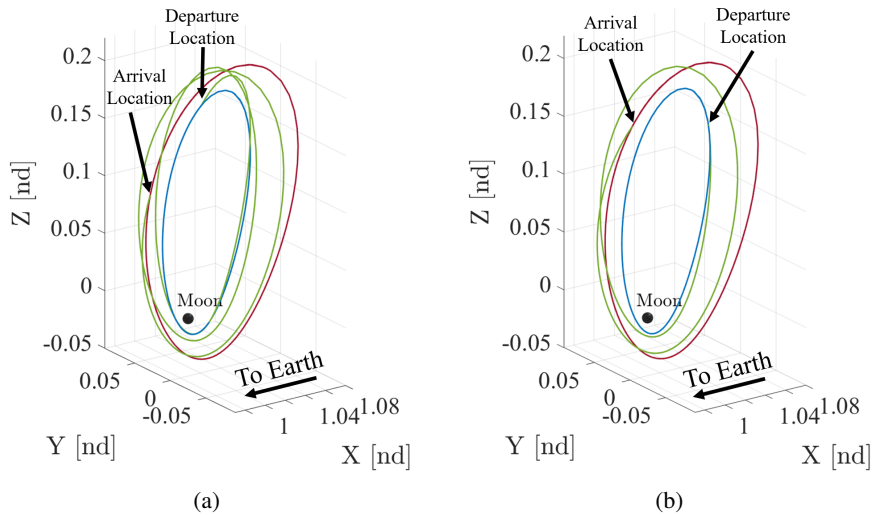 Departure
Location
Arrival
Location
0.2
0.15
0.1
0.05
0
-0.05
Z [nd]
Moon
To Earth
0.05
0
-0.05
Y [nd]
1
1.04
1.08
X [nd]
(a)
Arrival
Location
Departure
Location
0.2
0.15
0.1
0.05
0
-0.05
Z [nd]
Moon
To Earth
0.05
0
-0.05
Y [nd]
1
1.04
1.08
X [nd]
(b)